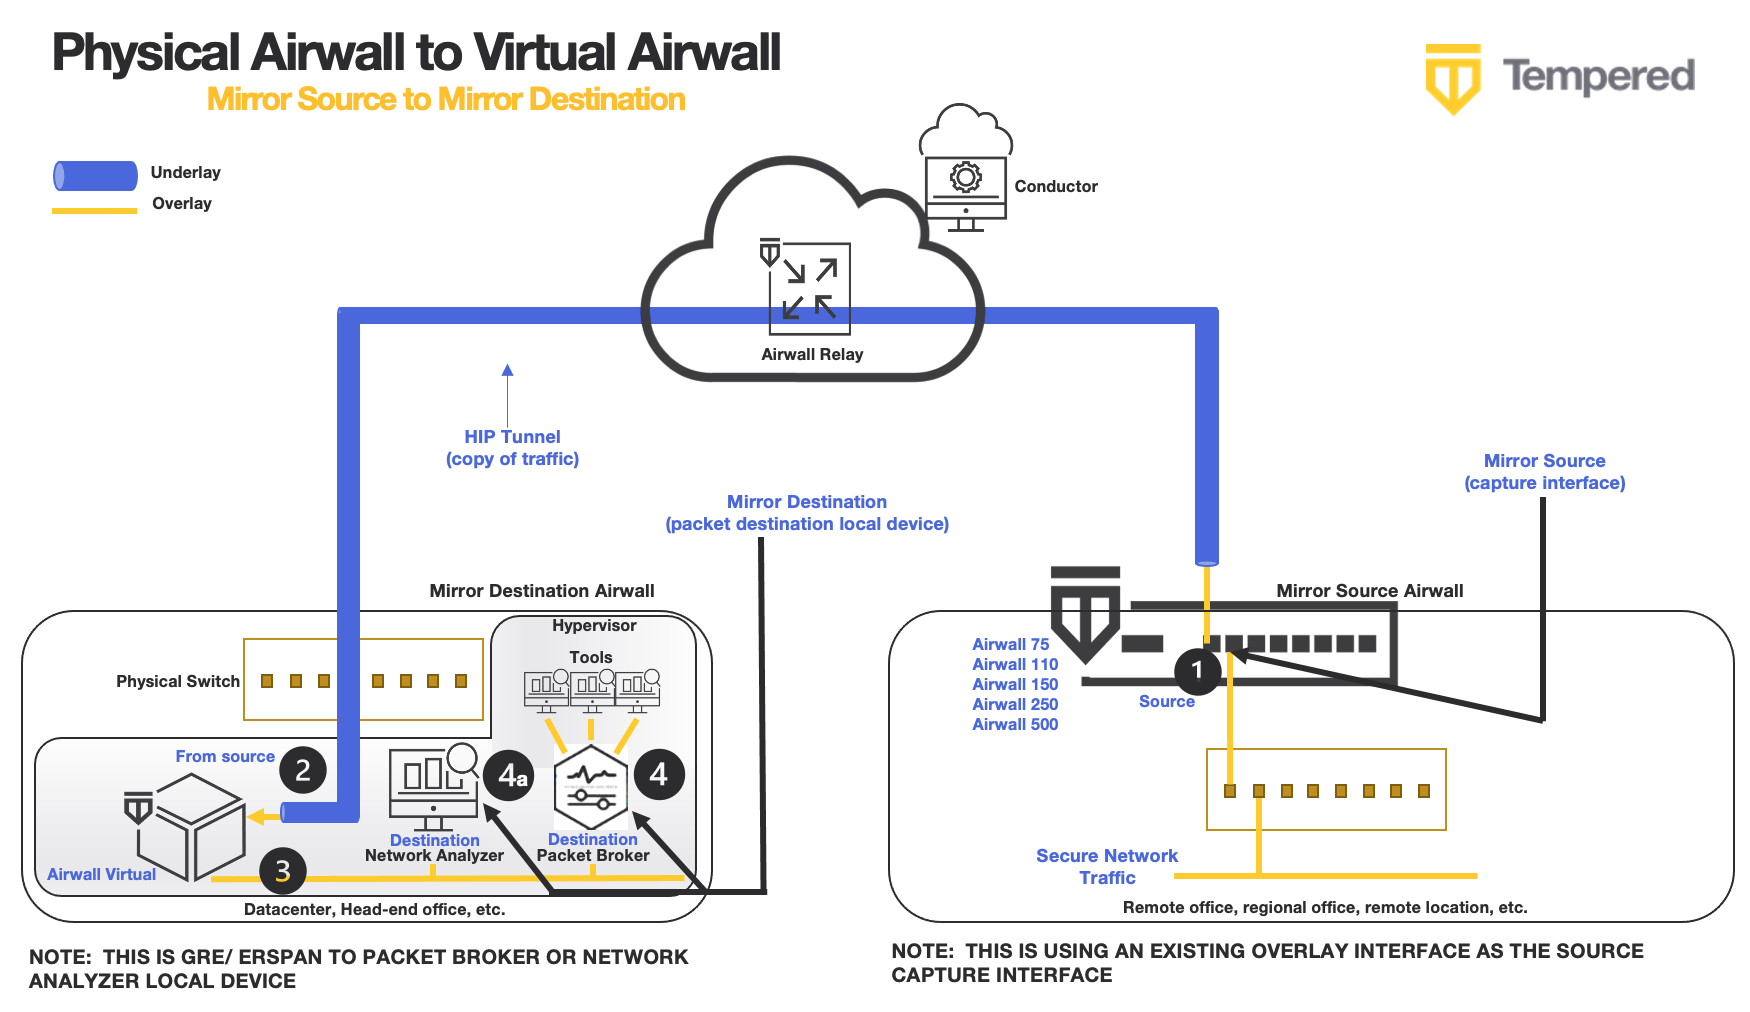 Physical Airwall to Virtual Airwall
Mirror Source to Mirror Destination
Tempered
Underlay
Overlay
Conductor
Airwall Relay
HIP Tunnel
(copy of traffic)
Mirror Source
(capture interface)
Mirror Destination
(packet destination local device)
Mirror Destination Airwall
Hypervisor
Tools
Physical Switch
From source
2
4a
4
Destination
Network Analyzer
Destination
Packet Broker
Airwall Virtual
3
Datacenter, Head-end office, etc.
NOTE: THIS IS GRE/ ERSPAN TO PACKET BROKER OR NETWORK
ANALYZER LOCAL DEVICE
Mirror Source Airwall
Airwall 75
Airwall 110
Airwall 150
Airwall 250
Airwall 500
1
Source
Secure Network
Traffic
Remote office, regional office, remote location, etc.
NOTE: THIS IS USING AN EXISTING OVERLAY INTERFACE AS THE SOURCE
CAPTURE INTERFACE